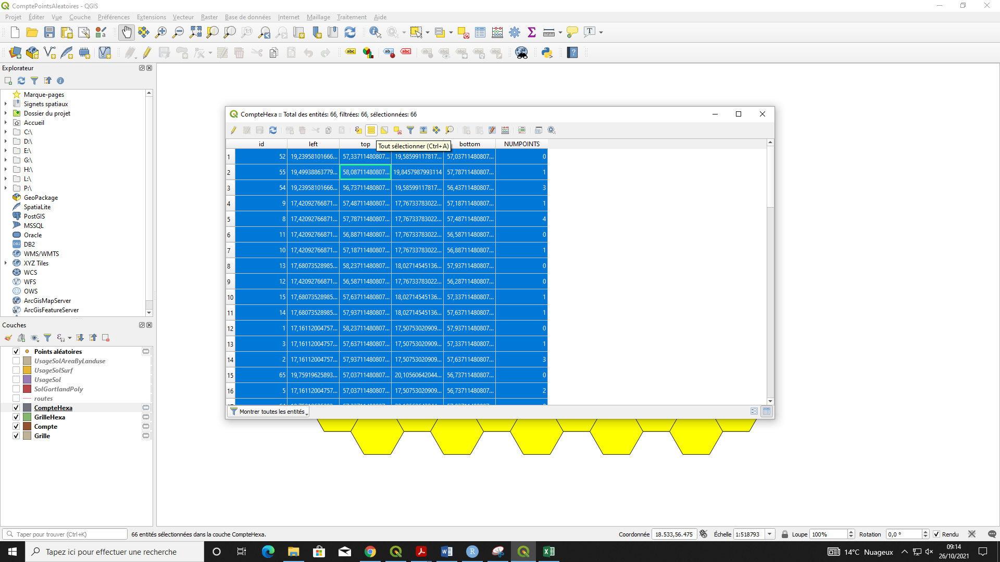 ComptePointsAleatoires - QGIS
Projet Éditer Vue Couche Préférences Extensions Vecteur Raster Base de données Internet Maillage Traitement Aide
Explorateur
Marque-pages
Signets spatiaux
Dossier du projet
Accueil
C:\
D:\
E:\
G:\
H:\
L:\
P:\
GeoPackage
SpatiaLite
PostGIS
MSSQL
Oracle
DB2
WMS/WMTS
XYZ Tiles
WCS
WFS
OWS
ArcGisMapServer
ArcGisFeatureServer
Couches
Points aléatoires
UsageSolAreaByLanduse
UsageSolSurf
UsageSol
SolGortlandPoly
routes
CompteHexa
GrilleHexa
Compte
Grille
CompteHexa :: Total des entités: 66, filtrées: 66, sélectionnées: 66
id left top bottom NUMPOINTS
Tout sélectionner (Ctrl+A)
1 52 19,23958101666... 57,33711480807... 19,58599117817... 57,03711480807... 0
2 55 19,49938863779... 58,08711480807... 19,8457987993114 57,78711480807... 1
3 54 19,23958101666... 56,73711480807... 19,58599117817... 56,43711480807... 3
4 9 17,42092766871... 57,48711480807... 17,76733783022... 57,18711480807... 1
5 8 17,42092766871... 57,78711480807... 17,76733783022... 57,48711480807... 4
6 11 17,42092766871... 56,88711480807... 17,76733783022... 56,58711480807... 0
7 10 17,42092766871... 57,18711480807... 17,76733783022... 56,88711480807... 1
8 13 17,68073528985... 58,23711480807... 18,02714545136... 57,93711480807... 0
9 12 17,42092766871... 56,58711480807... 17,76733783022... 56,28711480807... 0
10 15 17,68073528985... 57,63711480807... 18,02714545136... 57,33711480807... 1
11 14 17,68073528985... 57,93711480807... 18,02714545136... 57,63711480807... 1
12 1 17,16112004757... 58,23711480807... 17,50753020909... 57,93711480807... 0
13 3 17,16112004757... 57,63711480807... 17,50753020909... 57,33711480807... 1
14 2 17,16112004757... 57,93711480807... 17,50753020909... 57,63711480807... 3
15 65 19,75919625893... 57,03711480807... 20,10560642044... 56,73711480807... 0
16 5 17,16112004757... 57,03711480807... 17,50753020909... 56,73711480807... 2
Montrer toutes les entités
Taper pour trouver (Ctrl+K) 66 entités sélectionnées dans la couche CompteHexa. Coordonnée 18.533,56.475 Échelle 1:518793 Loupe 100% Rotation 0,0 ° Rendu
Tapez ici pour effectuer une recherche
14°C Nuageux
09:14
26/10/2021